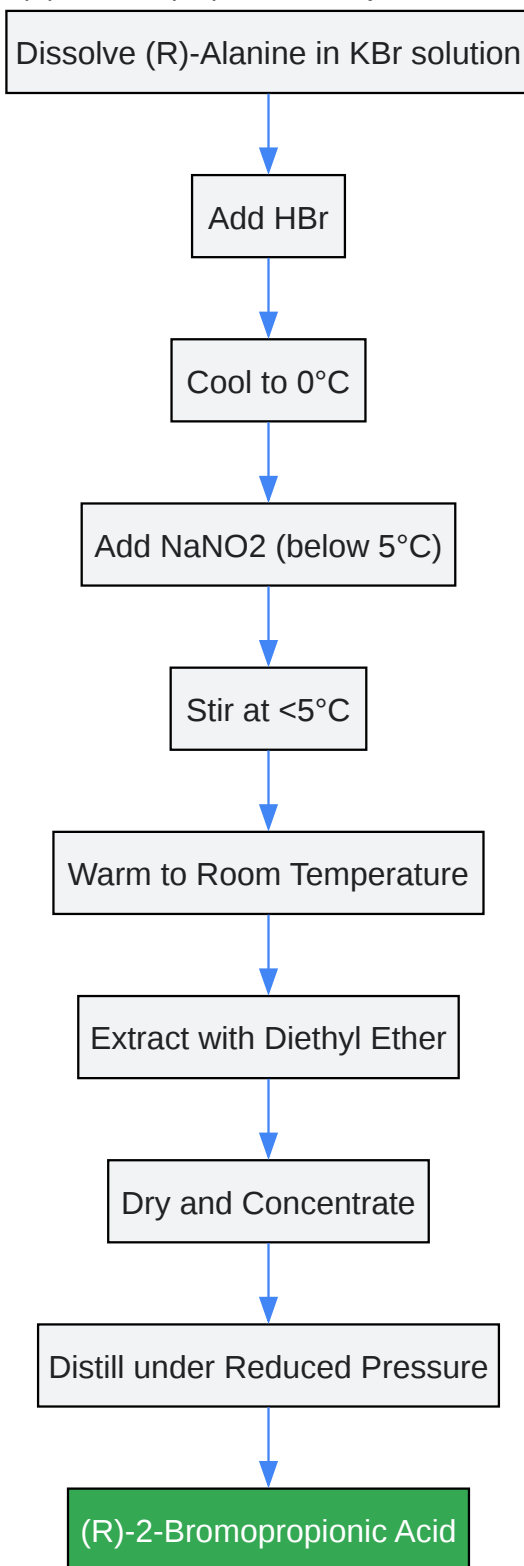 Dissolve (R)-Alanine in KBr solution
Add HBr
Cool to 0°C
Add NaNO2 (below 5°C)
Stir at <5°C
Warm to Room Temperature
Extract with Diethyl Ether
Dry and Concentrate
Distill under Reduced Pressure
(R)-2-Bromopropionic Acid